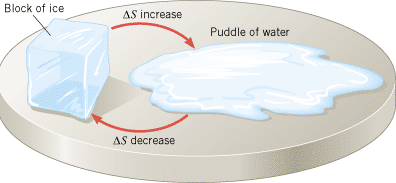 Block of ice
ΔS increase
Puddle of water
ΔS decrease